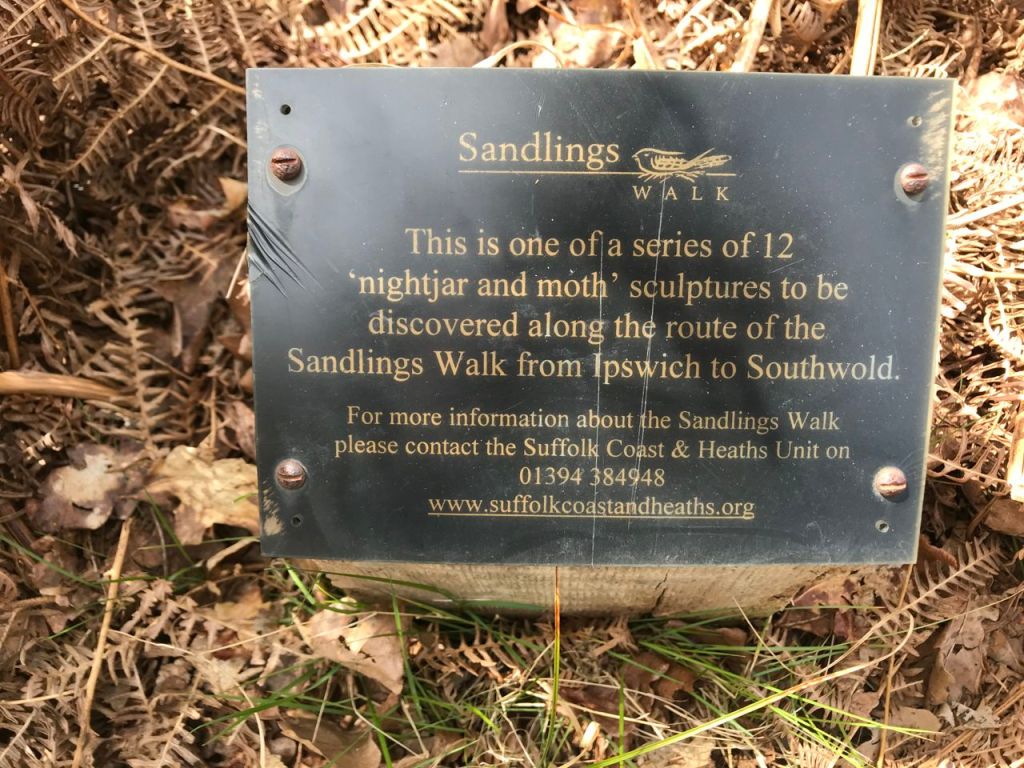 Sandlings
WALK
This is one of a series of 12
‘nightjar and moth’ sculptures to be
discovered along the route of the
Sandlings Walk from Ipswich to Southwold.
For more information about the Sandlings Walk
please contact the Suffolk Coast & Heaths Unit on
01394 384948
www.suffolkcoastandheaths.org